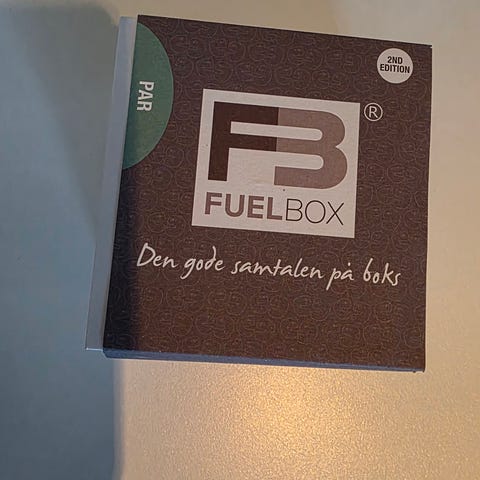 PAR
2ND
EDITION
FB
®
FUELBOX
Den gode samtalen på boks